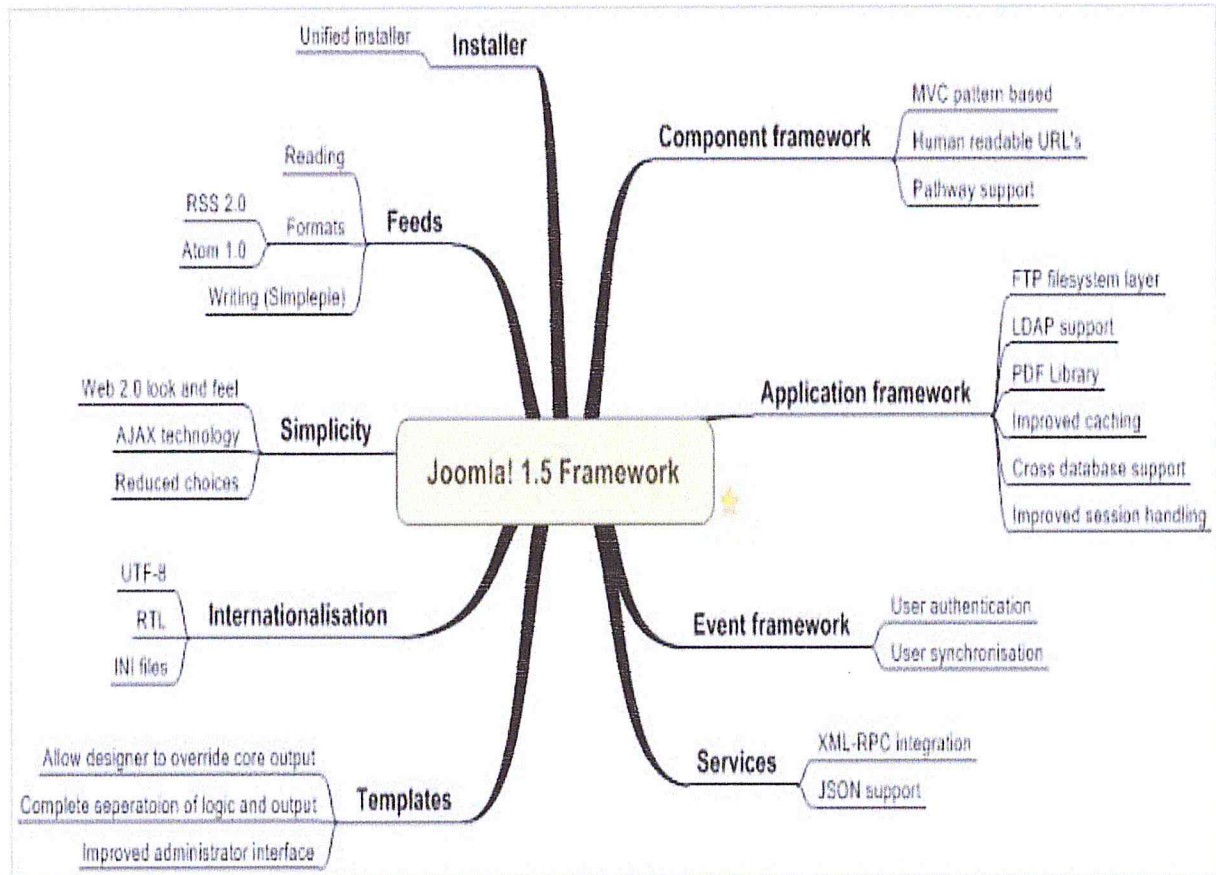 Joomla! 1.5 Framework
Installer
Unified installer
Feeds
Reading
Formats
RSS 2.0
Atom 1.0
Writing (Simplepie)
Simplicity
Web 2.0 look and feel
AJAX technology
Reduced choices
Internationalisation
UTF-8
RTL
INI files
Templates
Allow designer to override core output
Complete seperatoion of logic and output
Improved administrator interface
Component framework
MVC pattern based
Human readable URL's
Pathway support
Application framework
FTP filesystem layer
LDAP support
PDF Library
Improved caching
Cross database support
Improved session handling
Event framework
User authentication
User synchronisation
Services
XML-RPC integration
JSON support